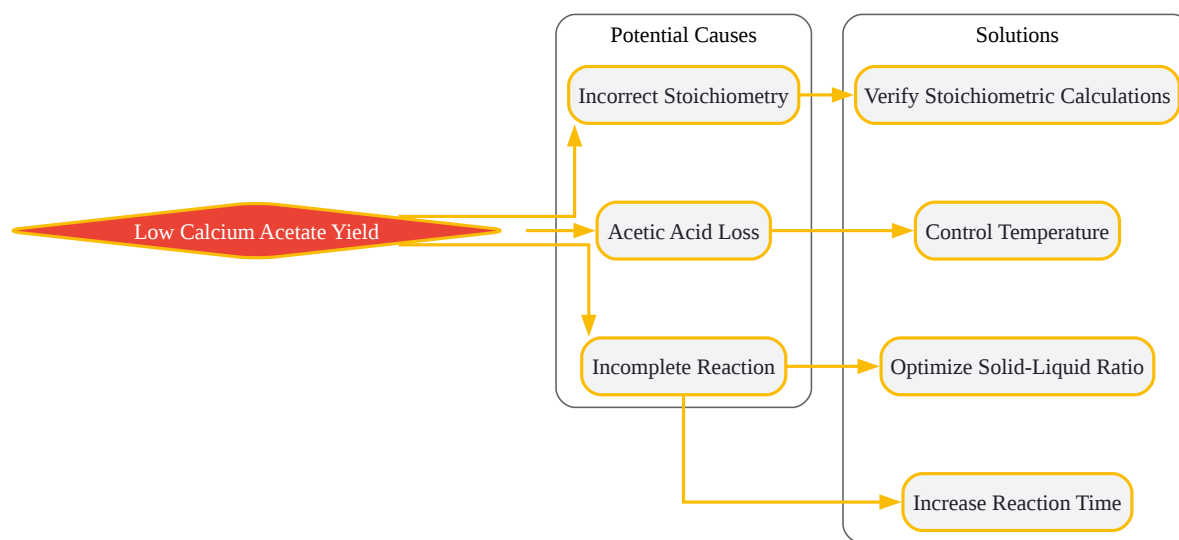 Potential Causes
Solutions
Incorrect Stoichiometry
Verify Stoichiometric Calculations
Low Calcium Acetate Yield
Acetic Acid Loss
Control Temperature
Incomplete Reaction
Optimize Solid-Liquid Ratio
Increase Reaction Time